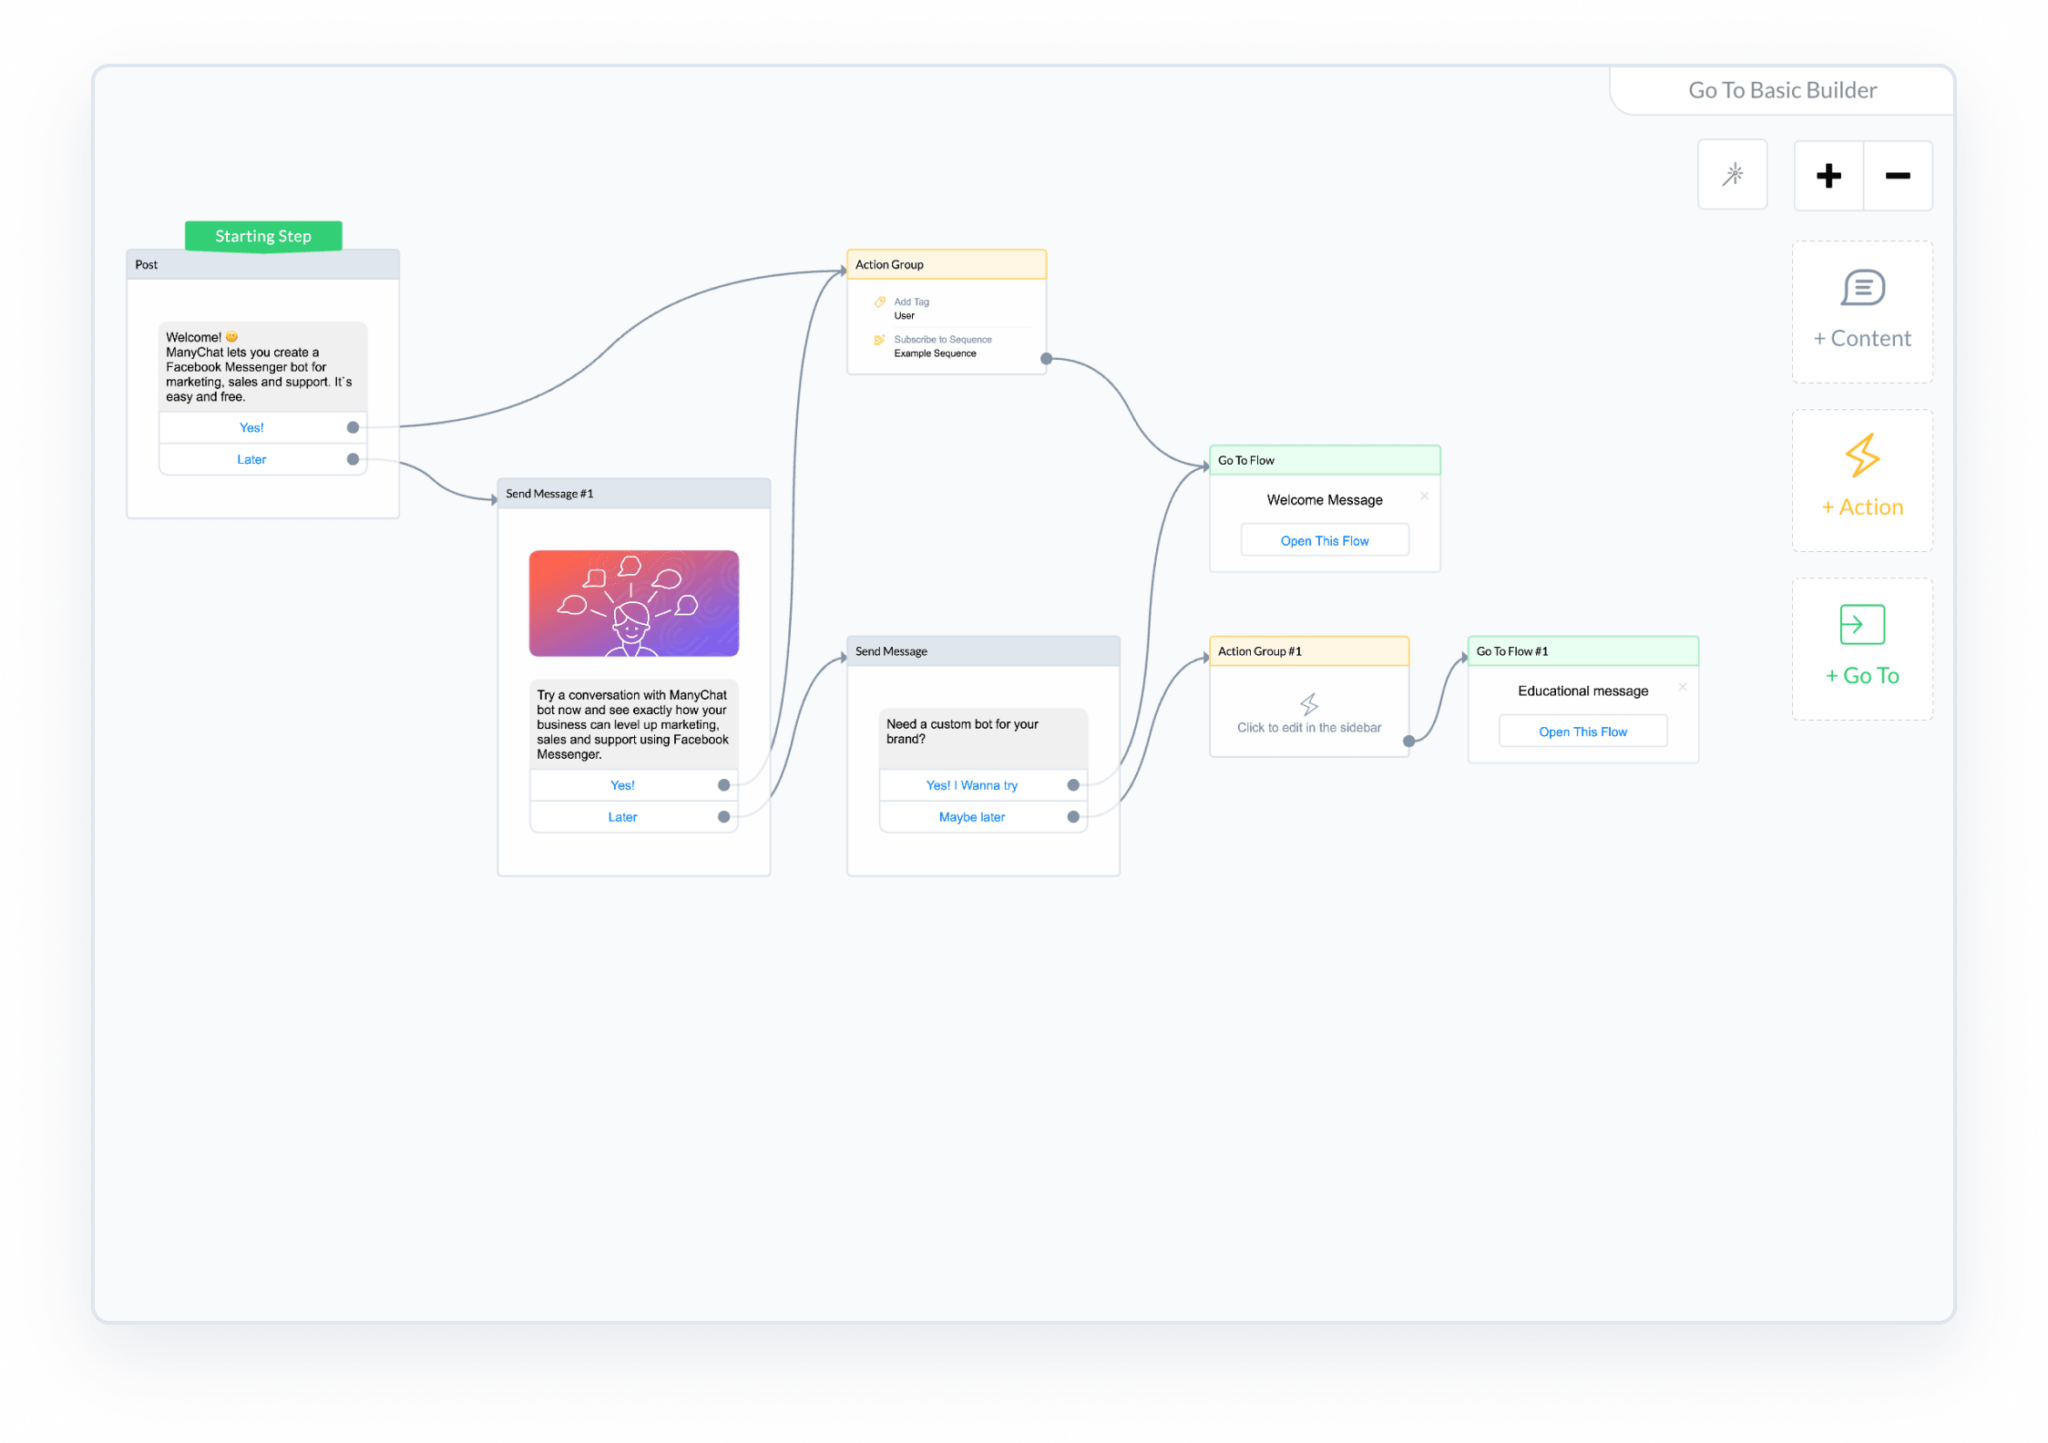 Go To Basic Builder
Starting Step
Post
Welcome! 😀
ManyChat lets you create a
Facebook Messenger bot for
marketing, sales and support. It`s
easy and free.
Yes!
Later
Send Message #1
Try a conversation with ManyChat
bot now and see exactly how your
business can level up marketing,
sales and support using Facebook
Messenger.
Yes!
Later
Action Group
Add Tag
User
Subscribe to Sequence
Example Sequence
Send Message
Need a custom bot for your
brand?
Yes! I Wanna try
Maybe later
Go To Flow
Welcome Message
Open This Flow
Action Group #1
Click to edit in the sidebar
Go To Flow #1
Educational message
Open This Flow
+ Content
+ Action
+ Go To